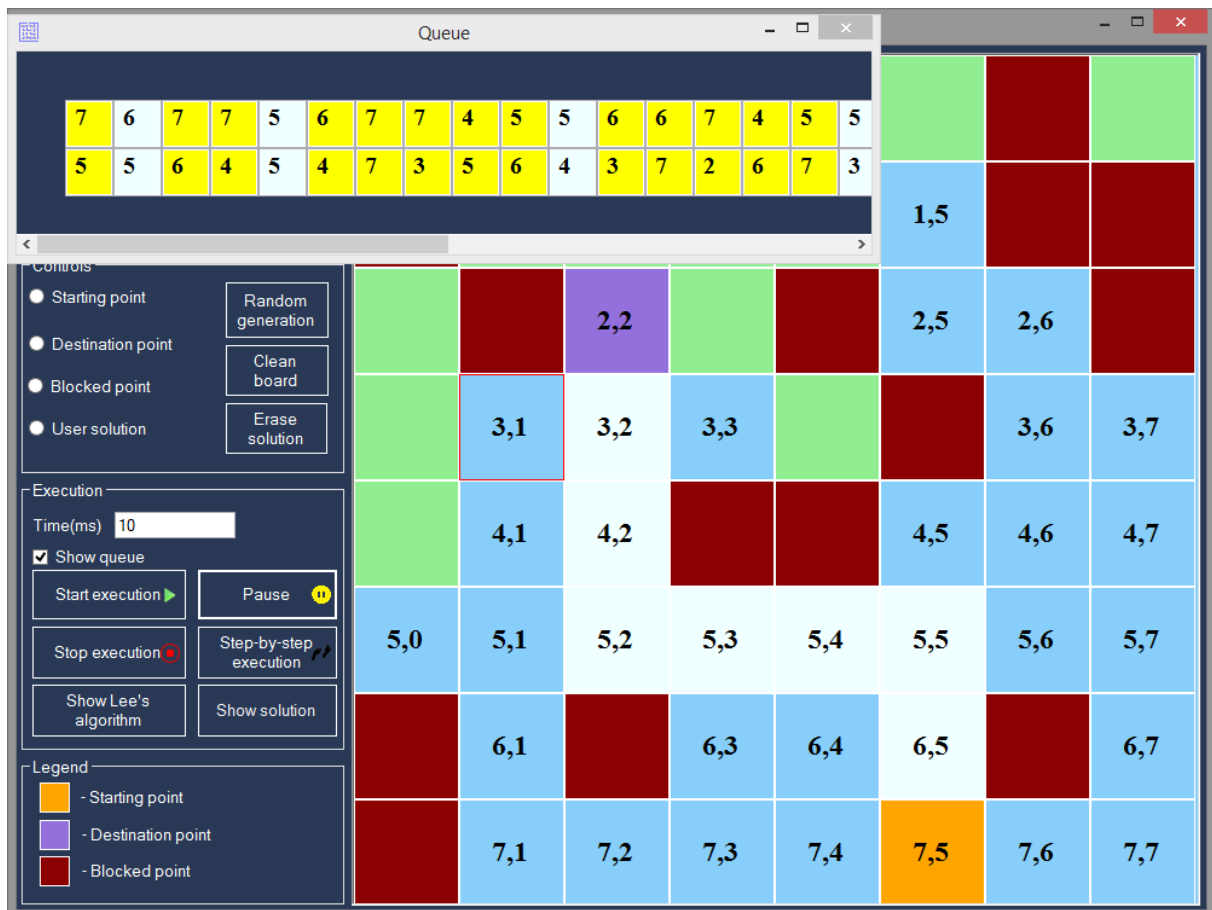 Queue
7 6 7 7 5 6 7 7 4 5 5 6 6 7 4 5 5
5 5 6 4 5 4 7 3 5 6 4 3 7 2 6 7 3
1,5
Controls
Starting point
Random
generation
Destination point
Clean
board
Blocked point
Erase
solution
User solution
2,2 2,5 2,6
3,1 3,2 3,3 3,6 3,7
Execution
Time(ms) 10
Show queue
Start execution Pause
Stop execution Step-by-step
execution
Show Lee's
algorithm
Show solution
4,1 4,2 4,5 4,6 4,7
5,0 5,1 5,2 5,3 5,4 5,5 5,6 5,7
6,1 6,3 6,4 6,5 6,7
Legend
- Starting point
- Destination point
- Blocked point
7,1 7,2 7,3 7,4 7,5 7,6 7,7